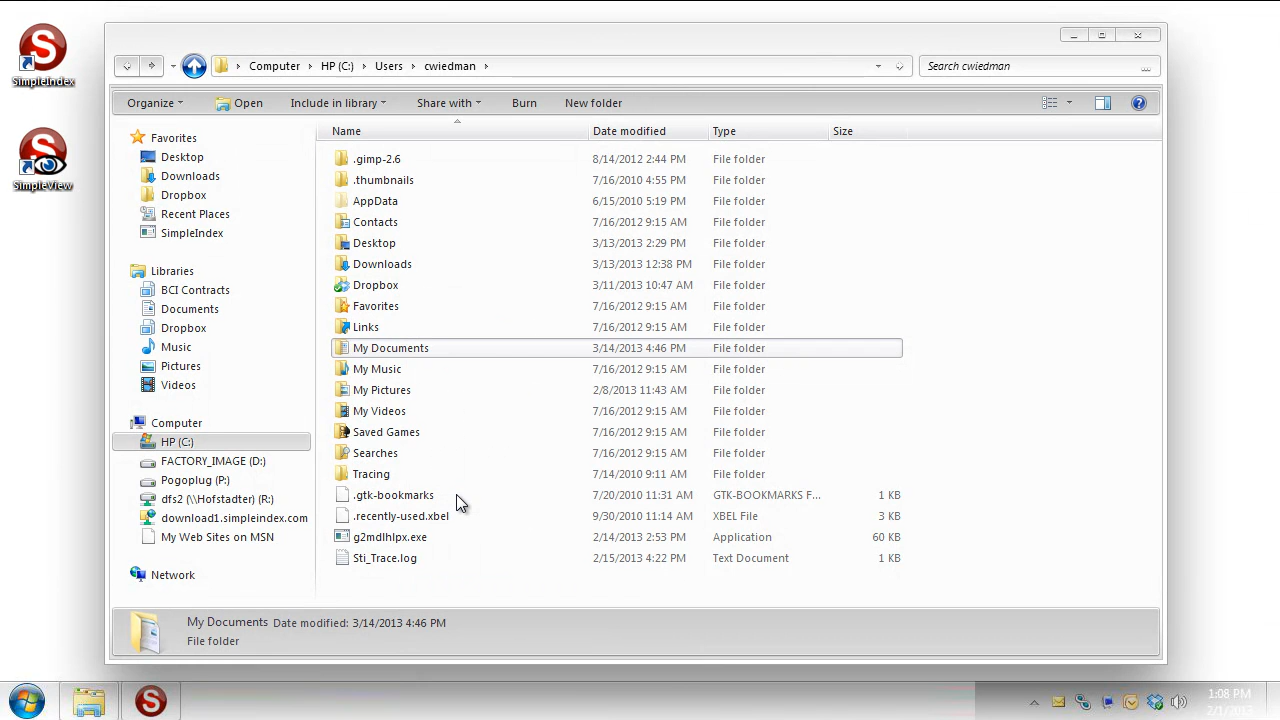 SimpleIndex
SimpleView
Computer HP (C:) Users cwiedman
Search cwiedman
Organize Open Include in library Share with Burn New folder
Name Date modified Type Size
Favorites
Desktop
Downloads
Dropbox
Recent Places
SimpleIndex
Libraries
BCI Contracts
Documents
Dropbox
Music
Pictures
Videos
Computer
HP (C:)
FACTORY_IMAGE (D:)
Pogoplug (P:)
dfs2 (\\Hofstadter) (R:)
download1.simpleindex.com
My Web Sites on MSN
Network
.gimp-2.6 8/14/2012 2:44 PM File folder
.thumbnails 7/16/2010 4:55 PM File folder
AppData 6/15/2010 5:19 PM File folder
Contacts 7/16/2012 9:15 AM File folder
Desktop 3/13/2013 2:29 PM File folder
Downloads 3/13/2013 12:38 PM File folder
Dropbox 3/11/2013 10:47 AM File folder
Favorites 7/16/2012 9:15 AM File folder
Links 7/16/2012 9:15 AM File folder
My Documents 3/14/2013 4:46 PM File folder
My Music 7/16/2012 9:15 AM File folder
My Pictures 2/8/2013 11:43 AM File folder
My Videos 7/16/2012 9:15 AM File folder
Saved Games 7/16/2012 9:15 AM File folder
Searches 7/16/2012 9:15 AM File folder
Tracing 7/14/2010 9:11 AM File folder
.gtk-bookmarks 7/20/2010 11:31 AM GTK-BOOKMARKS F... 1 KB
.recently-used.xbel 9/30/2010 11:14 AM XBEL File 3 KB
g2mdlhlpx.exe 2/14/2013 2:53 PM Application 60 KB
Sti_Trace.log 2/15/2013 4:22 PM Text Document 1 KB
My Documents Date modified: 3/14/2013 4:46 PM
File folder
1:08 PM
2/1/2013